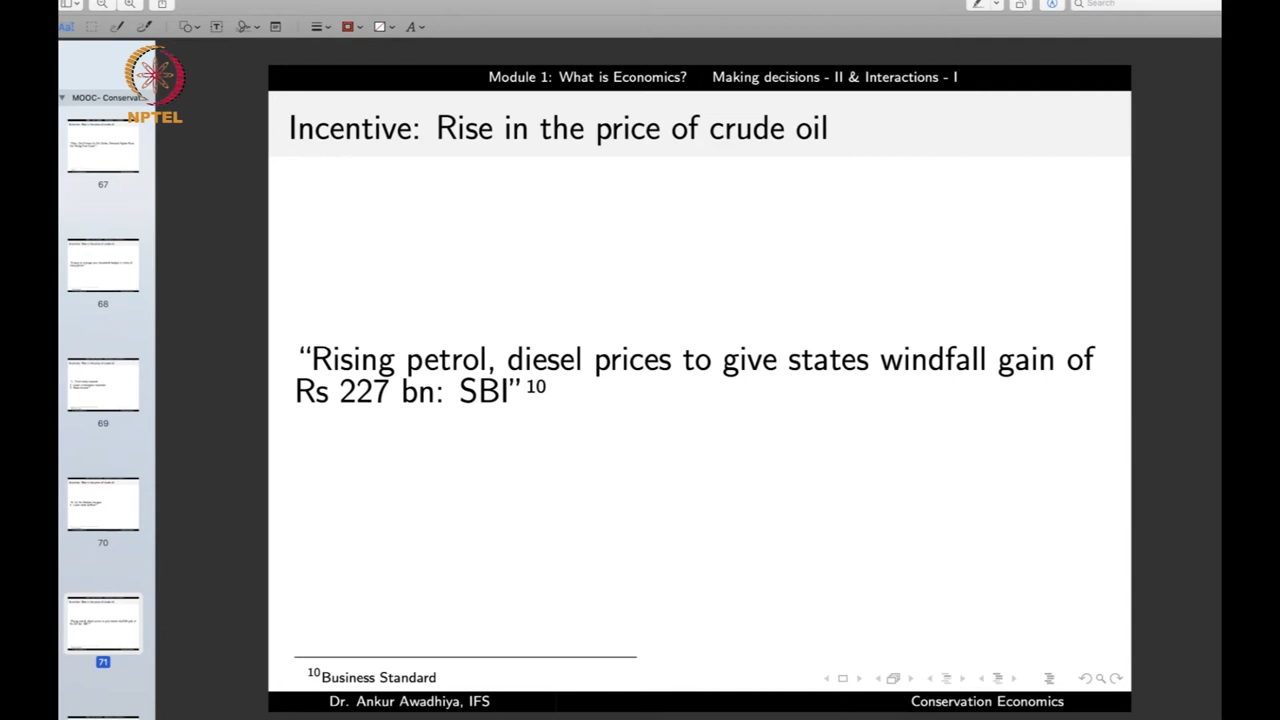 Search
MOOC- Conservat...
NPTEL
67
68
69
70
71
Module 1: What is Economics? Making decisions - II & Interactions - I
Incentive: Rise in the price of crude oil
“Rising petrol, diesel prices to give states windfall gain of
Rs 227 bn: SBI”10
10Business Standard
Dr. Ankur Awadhiya, IFS Conservation Economics